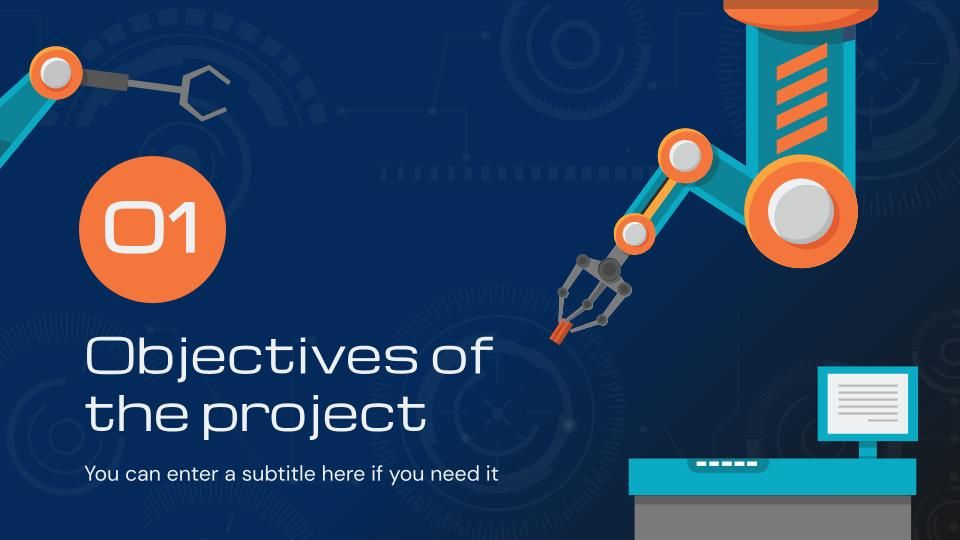 01
Objectives of
the project
You can enter a subtitle here if you need it